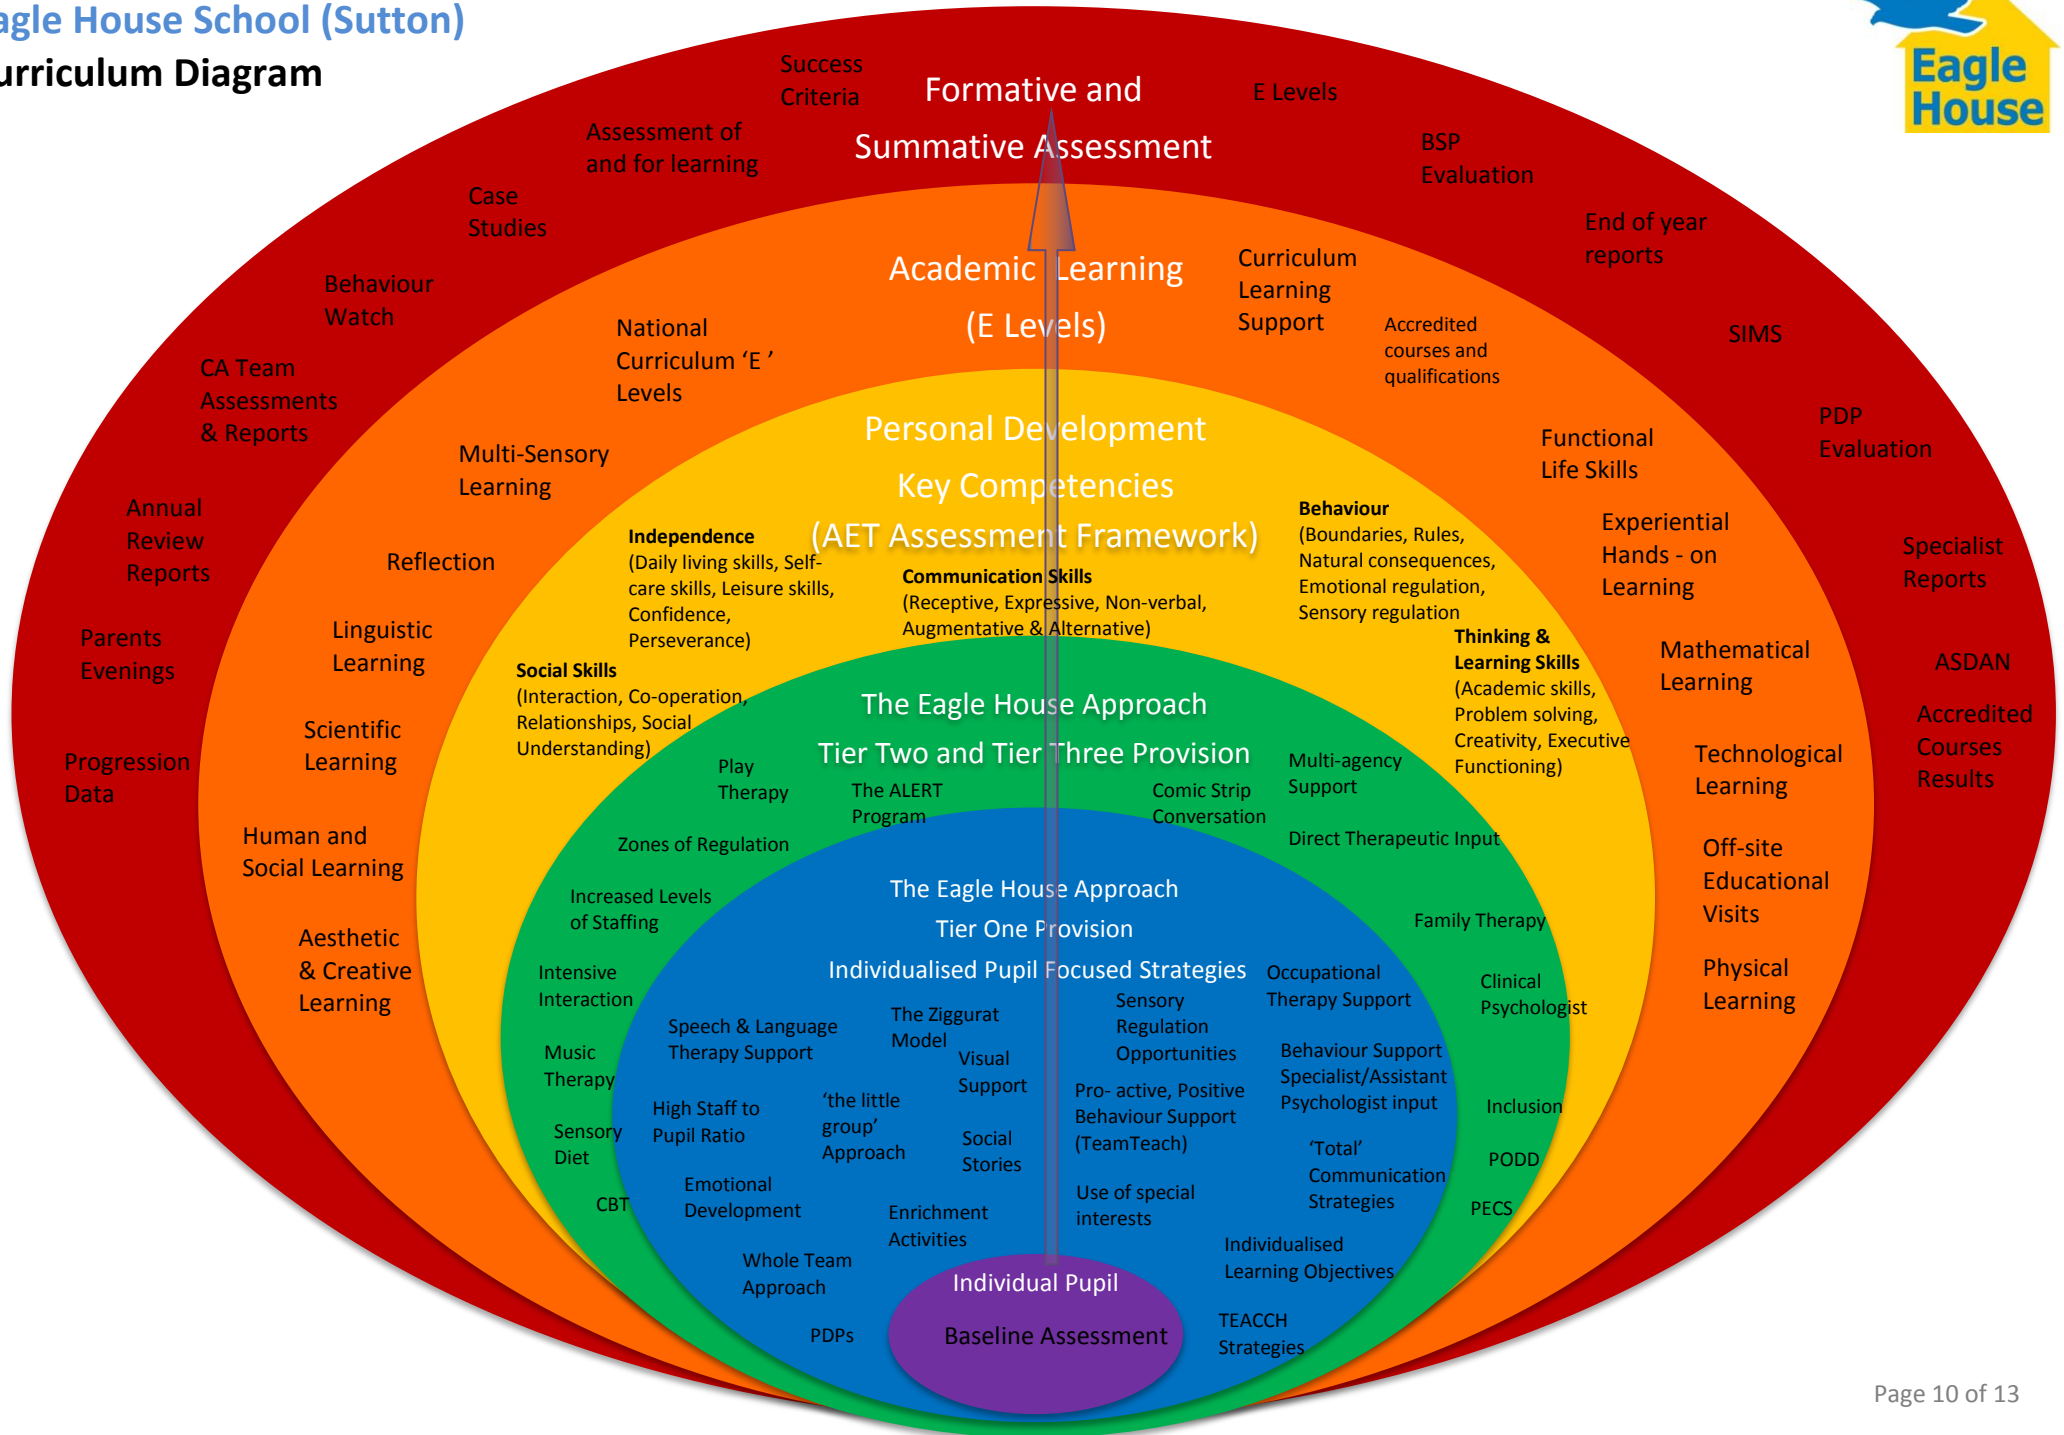 agle House School (Sutton)
urriculum Diagram
Eagle
House
Formative and
Summative Assessment
Success
Criteria
Assessment of
and for learning
Case
Studies
Behaviour
Watch
CA Team
Assessments
& Reports
Annual
Review
Reports
Parents
Evenings
Progression
Data
E Levels
BSP
Evaluation
End of year
reports
SIMS
PDP
Evaluation
Specialist
Reports
ASDAN
Accredited
Courses
Results
Academic Learning
(E Levels)
National
Curriculum ‘E ’
Levels
Multi-Sensory
Learning
Reflection
Linguistic
Learning
Scientific
Learning
Human and
Social Learning
Aesthetic
& Creative
Learning
Curriculum
Learning
Support
Accredited
courses and
qualifications
Functional
Life Skills
Experiential
Hands - on
Learning
Mathematical
Learning
Technological
Learning
Off-site
Educational
Visits
Physical
Learning
Personal Development
Key Competencies
(AET Assessment Framework)
Independence
(Daily living skills, Self-
care skills, Leisure skills,
Confidence,
Perseverance)
Social Skills
(Interaction, Co-operation,
Relationships, Social
Understanding)
Communication Skills
(Receptive, Expressive, Non-verbal,
Augmentative & Alternative)
Behaviour
(Boundaries, Rules,
Natural consequences,
Emotional regulation,
Sensory regulation
Thinking &
Learning Skills
(Academic skills,
Problem solving,
Creativity, Executive
Functioning)
The Eagle House Approach
Tier Two and Tier Three Provision
Play
Therapy
The ALERT
Program
Zones of Regulation
Increased Levels
of Staffing
Intensive
Interaction
Music
Therapy
Sensory
Diet
CBT
Comic Strip
Conversation
Multi-agency
Support
Direct Therapeutic Input
Family Therapy
Clinical
Psychologist
Inclusion
PODD
PECS
The Eagle House Approach
Tier One Provision
Individualised Pupil Focused Strategies
Speech & Language
Therapy Support
The Ziggurat
Model
Visual
Support
High Staff to
Pupil Ratio
‘the little
group’
Approach
Social
Stories
Emotional
Development
Enrichment
Activities
Whole Team
Approach
PDPs
Sensory
Regulation
Opportunities
Occupational
Therapy Support
Pro- active, Positive
Behaviour Support
(TeamTeach)
Behaviour Support
Specialist/Assistant
Psychologist input
‘Total’
Communication
Strategies
Use of special
interests
Individualised
Learning Objectives
TEACCH
Strategies
Individual Pupil
Baseline Assessment
Page 10 of 13